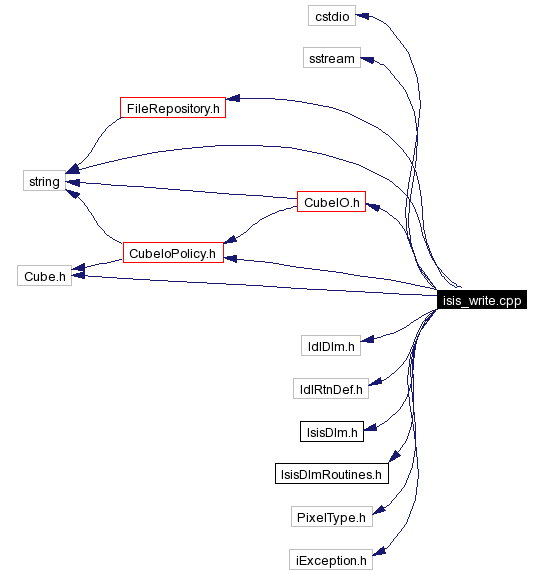 cstdio
sstream
FileRepository.h
string
CubeIO.h
CubeIoPolicy.h
Cube.h
isis_write.cpp
IdlDlm.h
IdlRtnDef.h
IsisDlm.h
IsisDlmRoutines.h
PixelType.h
iException.h